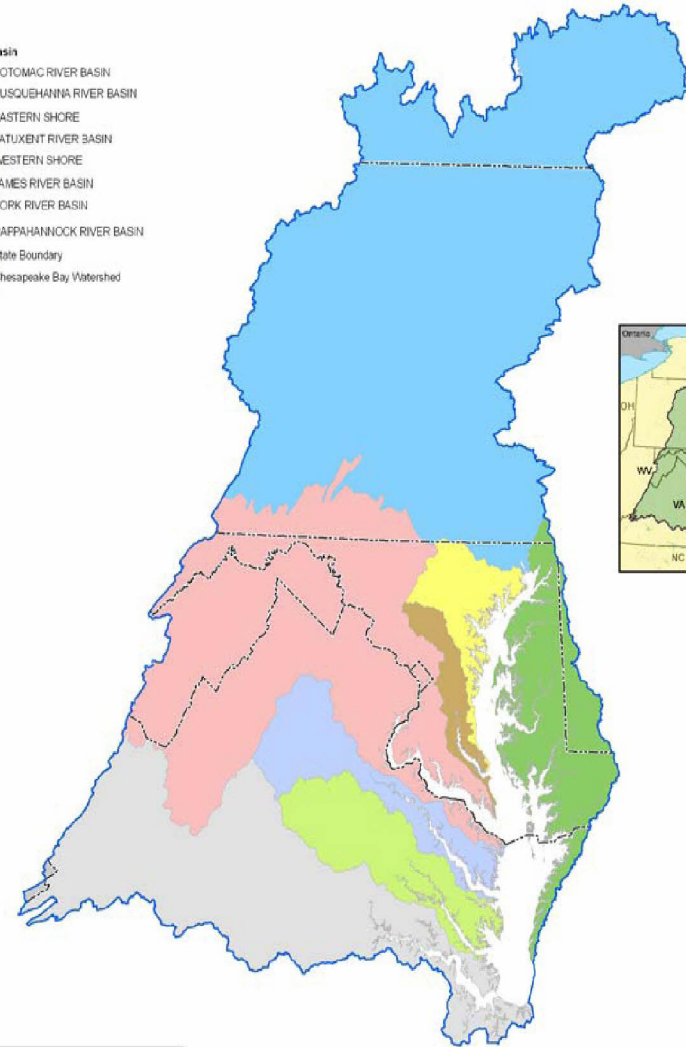 asin
OTOMAC RIVER BASIN
USQUEHANNA RIVER BASIN
ASTERN SHORE
ATUXENT RIVER BASIN
WESTERN SHORE
AMES RIVER BASIN
ORK RIVER BASIN
APPAHANNOCK RIVER BASIN
tate Boundary
hesapeake Bay Watershed
Ontario
OH
WV
VA
NC